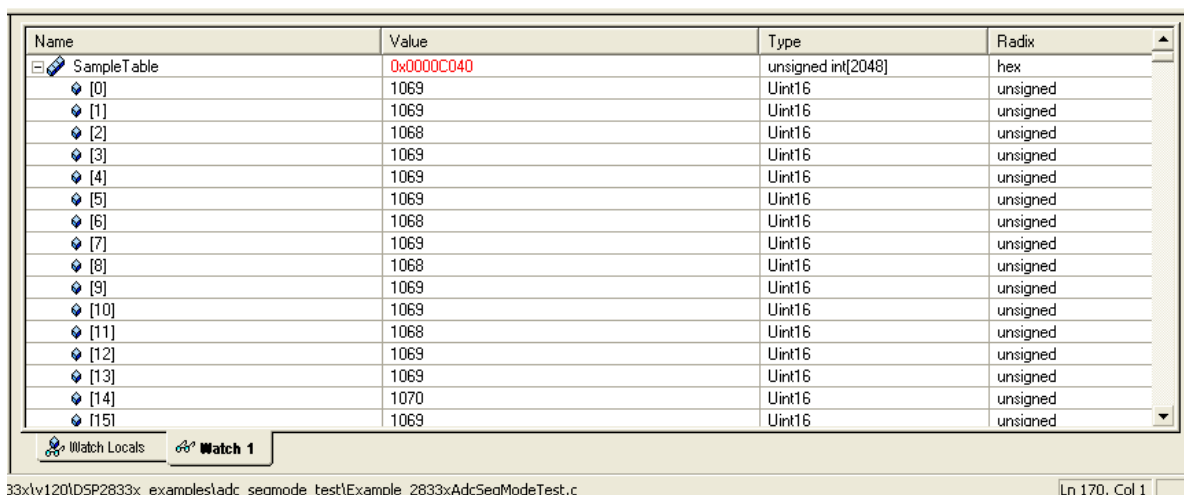 Name Value Type Radix
SampleTable 0x0000C040 unsigned int[2048] hex
[0] 1069 Uint16 unsigned
[1] 1069 Uint16 unsigned
[2] 1068 Uint16 unsigned
[3] 1069 Uint16 unsigned
[4] 1069 Uint16 unsigned
[5] 1069 Uint16 unsigned
[6] 1068 Uint16 unsigned
[7] 1069 Uint16 unsigned
[8] 1068 Uint16 unsigned
[9] 1069 Uint16 unsigned
[10] 1069 Uint16 unsigned
[11] 1068 Uint16 unsigned
[12] 1069 Uint16 unsigned
[13] 1069 Uint16 unsigned
[14] 1070 Uint16 unsigned
[15] 1069 Uint16 unsigned
Watch Locals Watch 1
33x\v120\DSP2833x_examples\adc_seqmode_test\Example_2833xAdcSeqModeTest.c Ln 170, Col 1